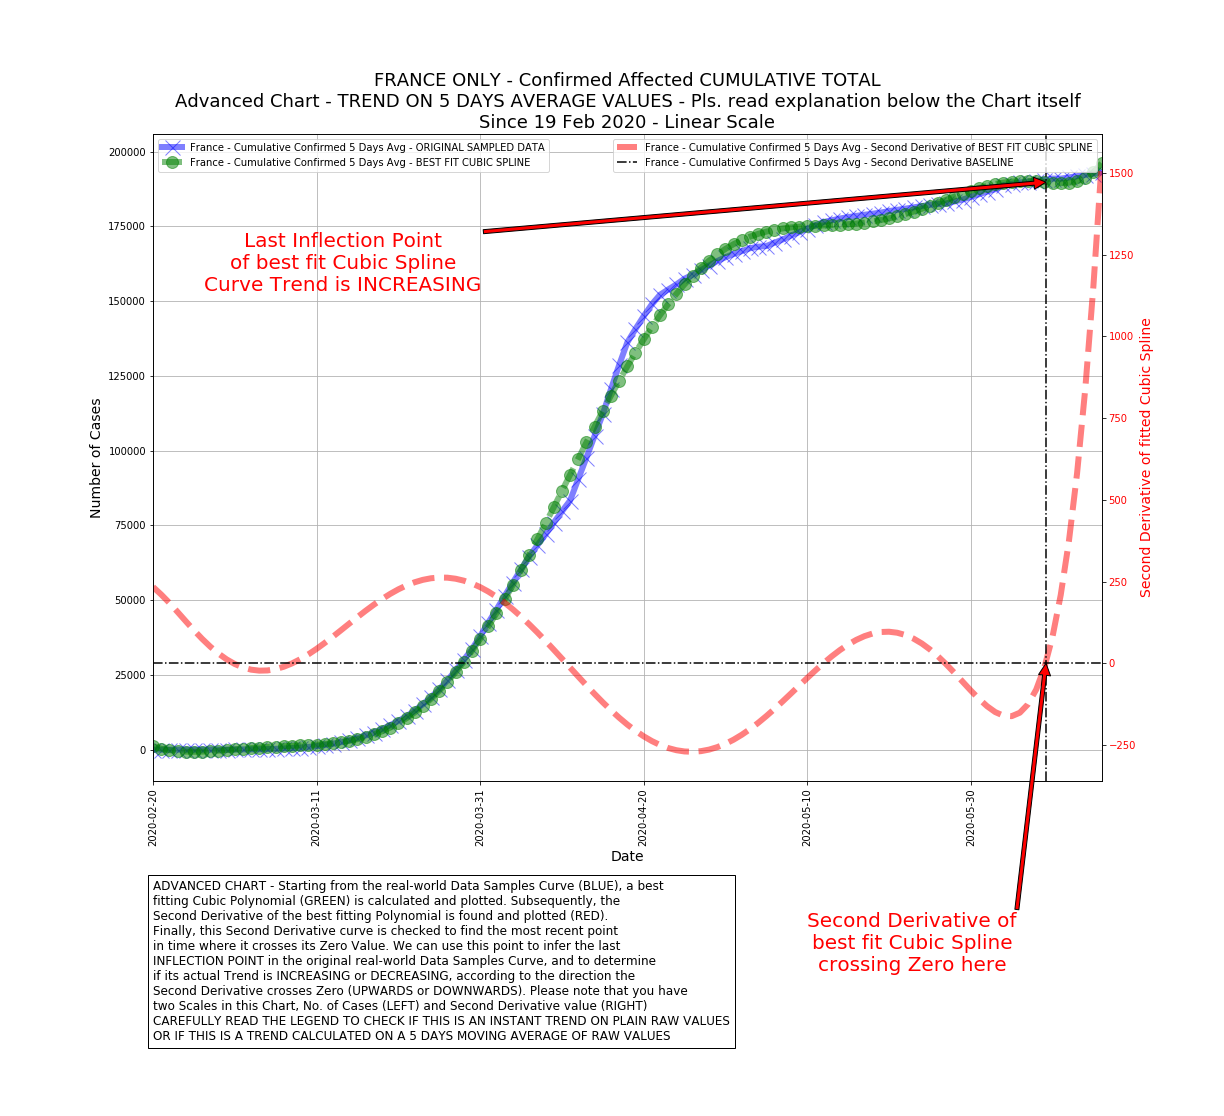 FRANCE ONLY - Confirmed Affected CUMULATIVE TOTAL
Advanced Chart - TREND ON 5 DAYS AVERAGE VALUES - Pls. read explanation below the Chart itself
Since 19 Feb 2020 - Linear Scale
France - Cumulative Confirmed 5 Days Avg - ORIGINAL SAMPLED DATA
France - Cumulative Confirmed 5 Days Avg - BEST FIT CUBIC SPLINE
France - Cumulative Confirmed 5 Days Avg - Second Derivative of BEST FIT CUBIC SPLINE
France - Cumulative Confirmed 5 Days Avg - Second Derivative BASELINE
Last Inflection Point
of best fit Cubic Spline
Curve Trend is INCREASING
Number of Cases
200000
175000
150000
125000
100000
75000
50000
25000
0
1500
1250
1000
750
500
250
0
−250
Second Derivative of fitted Cubic Spline
2020-02-20
2020-03-11
2020-03-31
2020-04-20
2020-05-10
2020-05-30
Date
ADVANCED CHART - Starting from the real-world Data Samples Curve (BLUE), a best
fitting Cubic Polynomial (GREEN) is calculated and plotted. Subsequently, the
Second Derivative of the best fitting Polynomial is found and plotted (RED).
Finally, this Second Derivative curve is checked to find the most recent point
in time where it crosses its Zero Value. We can use this point to infer the last
INFLECTION POINT in the original real-world Data Samples Curve, and to determine
if its actual Trend is INCREASING or DECREASING, according to the direction the
Second Derivative crosses Zero (UPWARDS or DOWNWARDS). Please note that you have
two Scales in this Chart, No. of Cases (LEFT) and Second Derivative value (RIGHT)
CAREFULLY READ THE LEGEND TO CHECK IF THIS IS AN INSTANT TREND ON PLAIN RAW VALUES
OR IF THIS IS A TREND CALCULATED ON A 5 DAYS MOVING AVERAGE OF RAW VALUES
Second Derivative of
best fit Cubic Spline
crossing Zero here